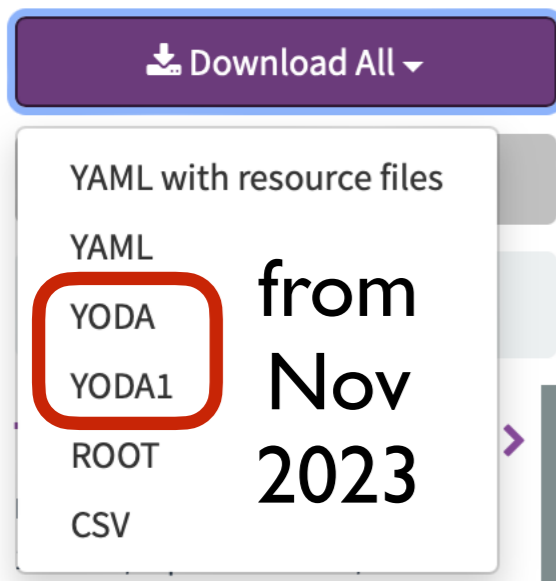 Download All
YAML with resource files
YAML
YODA
YODA1
ROOT
CSV
from
Nov
2023